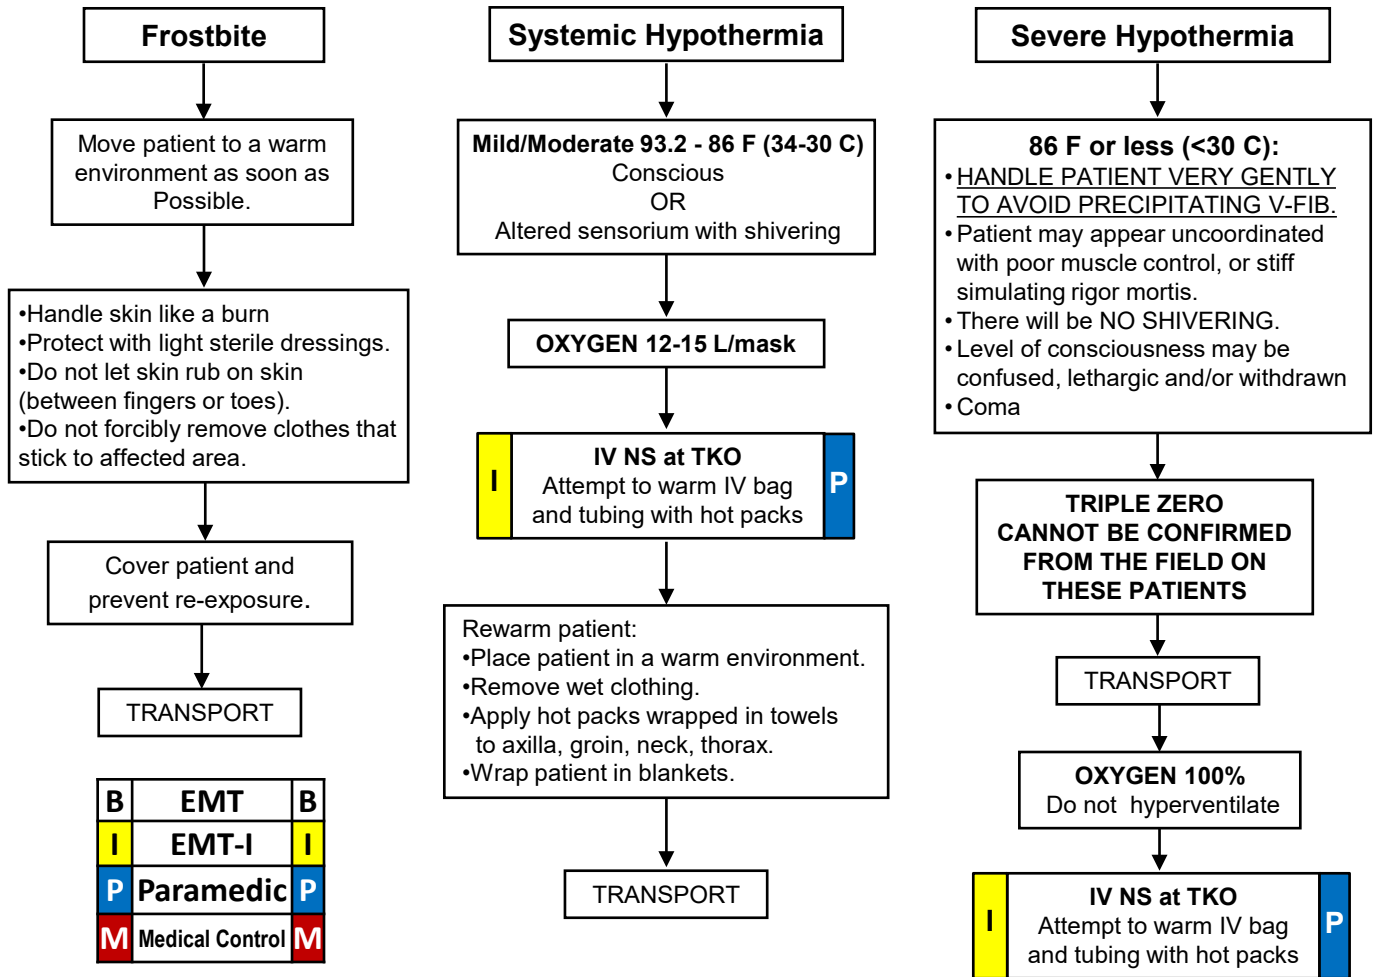 Frostbite
Move patient to a warm
environment as soon as
Possible.
•Handle skin like a burn
•Protect with light sterile dressings.
•Do not let skin rub on skin
(between fingers or toes).
•Do not forcibly remove clothes that
stick to affected area.
Cover patient and
prevent re-exposure.
TRANSPORT
B EMT B
I EMT-I I
P Paramedic P
M Medical Control M
Systemic Hypothermia
Mild/Moderate 93.2 - 86 F (34-30 C)
Conscious
OR
Altered sensorium with shivering
OXYGEN 12-15 L/mask
I
IV NS at TKO
Attempt to warm IV bag
and tubing with hot packs
P
Rewarm patient:
•Place patient in a warm environment.
•Remove wet clothing.
•Apply hot packs wrapped in towels
to axilla, groin, neck, thorax.
•Wrap patient in blankets.
TRANSPORT
Severe Hypothermia
86 F or less (<30 C):
•HANDLE PATIENT VERY GENTLY
TO AVOID PRECIPITATING V-FIB.
•Patient may appear uncoordinated
with poor muscle control, or stiff
simulating rigor mortis.
•There will be NO SHIVERING.
•Level of consciousness may be
confused, lethargic and/or withdrawn
•Coma
TRIPLE ZERO
CANNOT BE CONFIRMED
FROM THE FIELD ON
THESE PATIENTS
TRANSPORT
OXYGEN 100%
Do not hyperventilate
I
IV NS at TKO
Attempt to warm IV bag
and tubing with hot packs
P